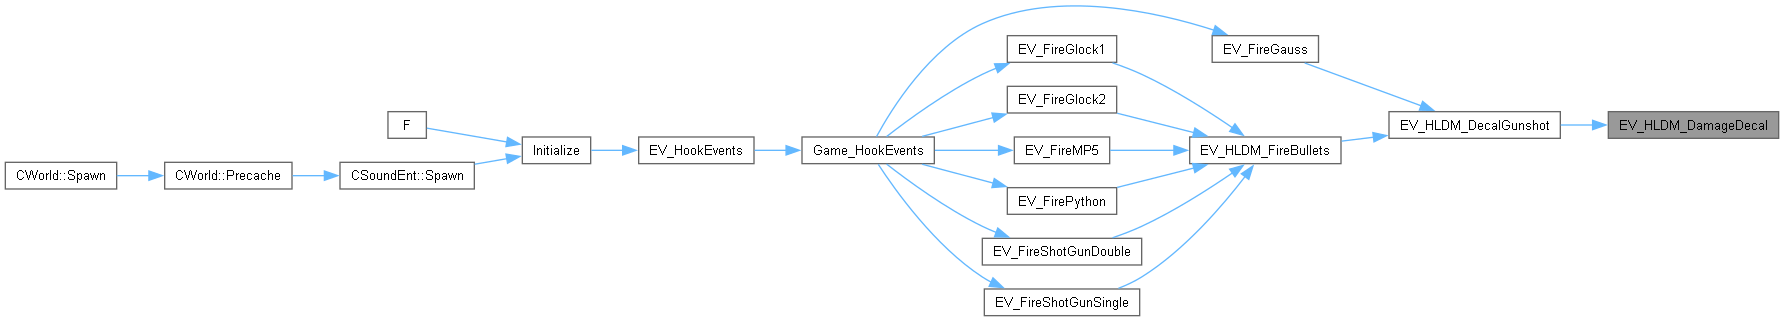 EV_FireGlock1
EV_FireGauss
EV_FireGlock2
F
EV_HLDM_DecalGunshot
EV_HLDM_DamageDecal
Initialize
EV_HookEvents
Game_HookEvents
EV_FireMP5
EV_HLDM_FireBullets
CWorld::Spawn
CWorld::Precache
CSoundEnt::Spawn
EV_FirePython
EV_FireShotGunDouble
EV_FireShotGunSingle